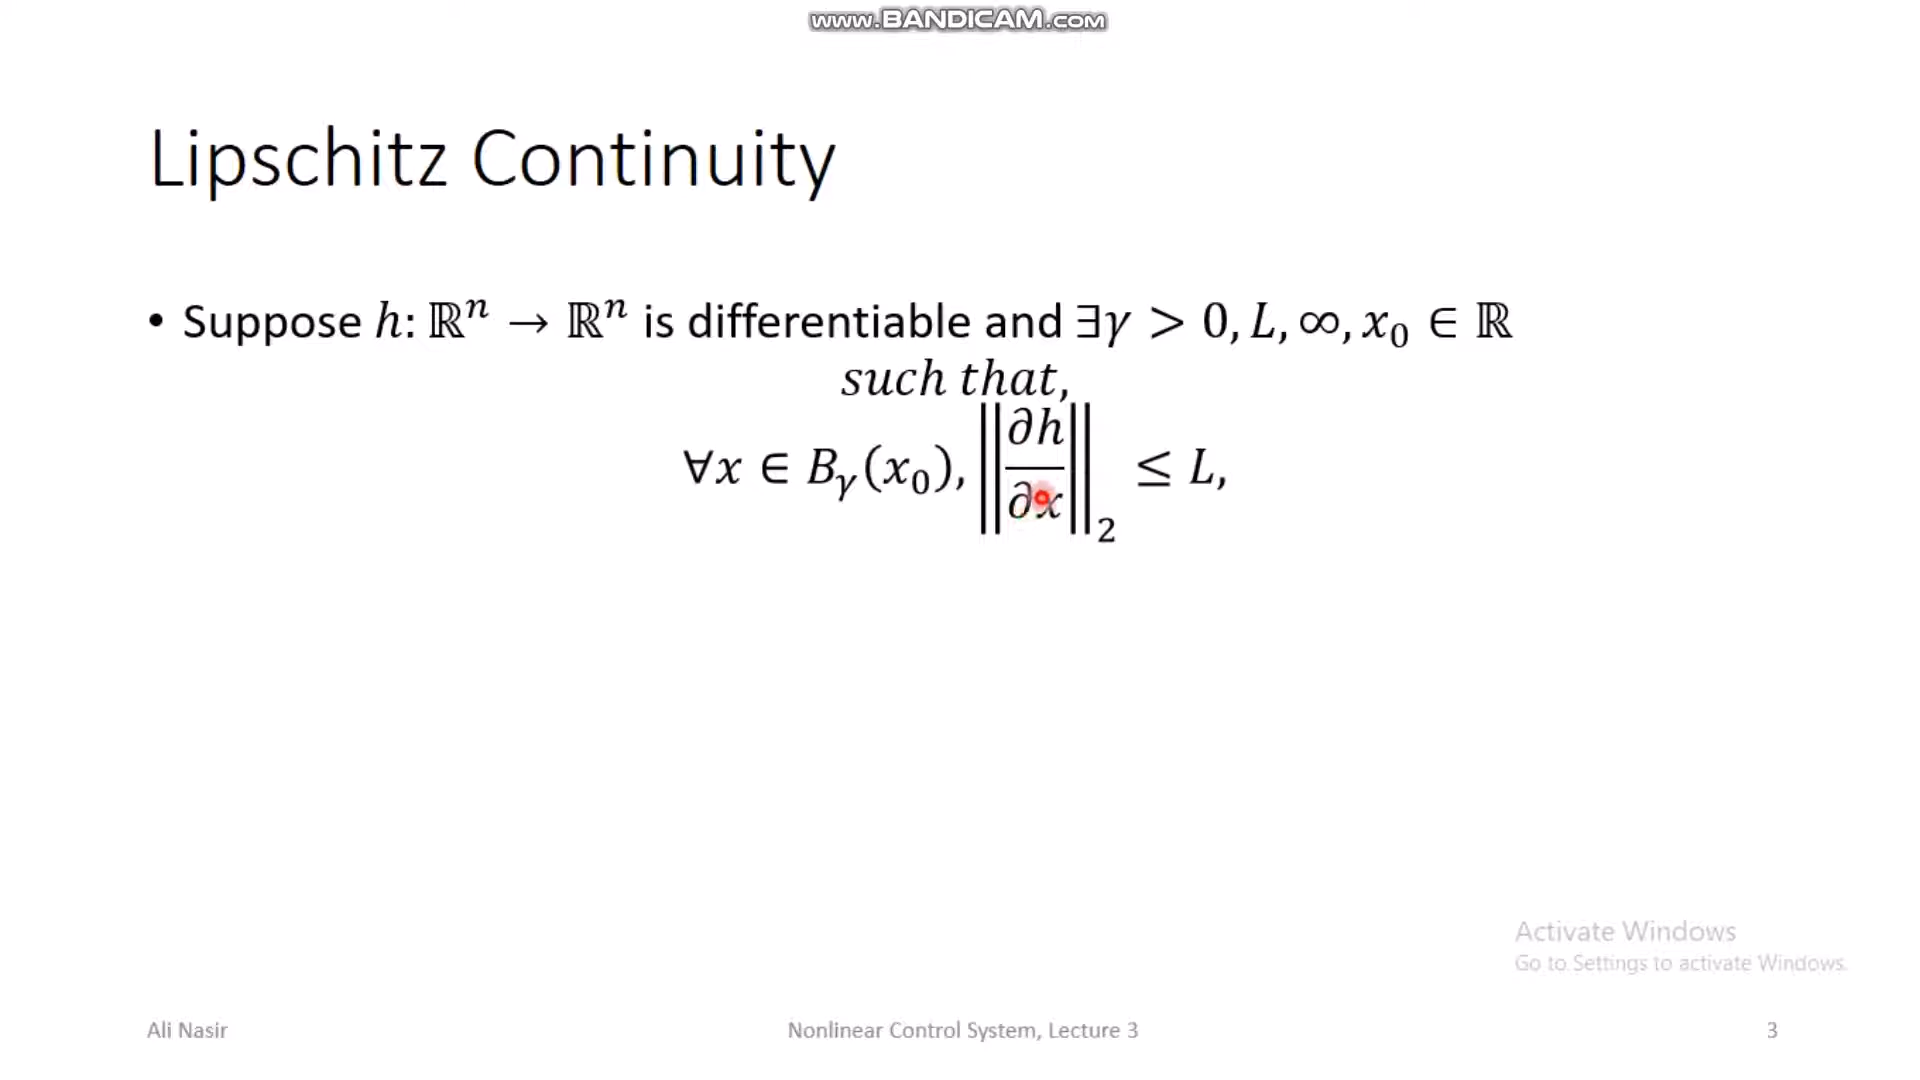 www.BANDICAM.com
Lipschitz Continuity
• Suppose h: ℝⁿ → ℝⁿ is differentiable and ∃γ > 0, L, ∞, x₀ ∈ ℝ
such that,
∀x ∈ Bᵧ(x₀), ‖∂h/∂x‖₂ ≤ L,
Activate Windows
Go to Settings to activate Windows.
Ali Nasir
Nonlinear Control System, Lecture 3
3